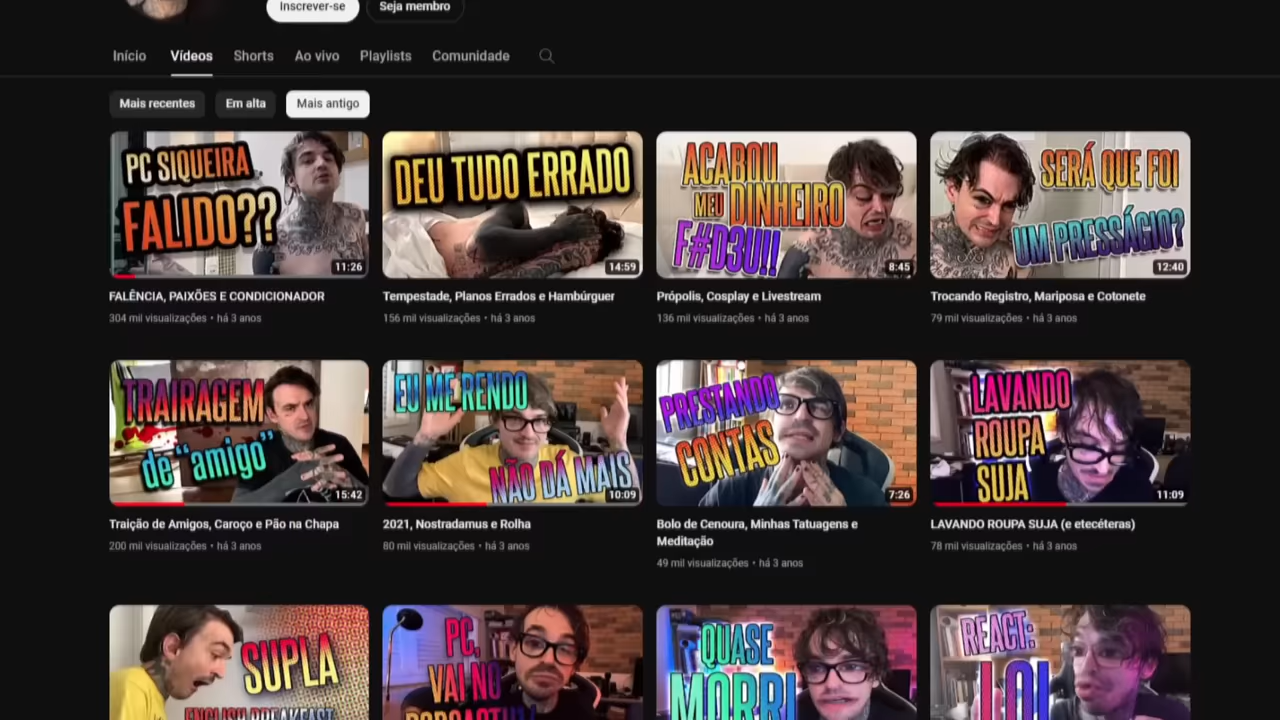 Inscrever-se Seja membro
Início Vídeos Shorts Ao vivo Playlists Comunidade
Mais recentes Em alta Mais antigo
PC SIQUEIRA
FALIDO??
11:26
DEU TUDO ERRADO
14:59
ACABOU
MEU DINHEIRO
F#D3U!!
8:45
SERÁ QUE FOI
UM PRESSÁGIO?
12:40
FALÊNCIA, PAIXÕES E CONDICIONADOR
304 mil visualizações • há 3 anos
Tempestade, Planos Errados e Hambúrguer
156 mil visualizações • há 3 anos
Própolis, Cosplay e Livestream
136 mil visualizações • há 3 anos
Trocando Registro, Mariposa e Cotonete
79 mil visualizações • há 3 anos
TRAIRAGEM
de “amigo”
15:42
EU ME RENDO
NÃO DÁ MAIS
10:09
PRESTANDO
CONTAS
7:26
LAVANDO
ROUPA
SUJA
11:09
Traição de Amigos, Caroço e Pão na Chapa
200 mil visualizações • há 3 anos
2021, Nostradamus e Rolha
80 mil visualizações • há 3 anos
Bolo de Cenoura, Minhas Tatuagens e
Meditação
49 mil visualizações • há 3 anos
LAVANDO ROUPA SUJA (e etecéteras)
78 mil visualizações • há 3 anos
SUPLA
ENGLISH BREAKFAST
PC,
VAI NO
QUASE
MORRI
REACT:
LOL